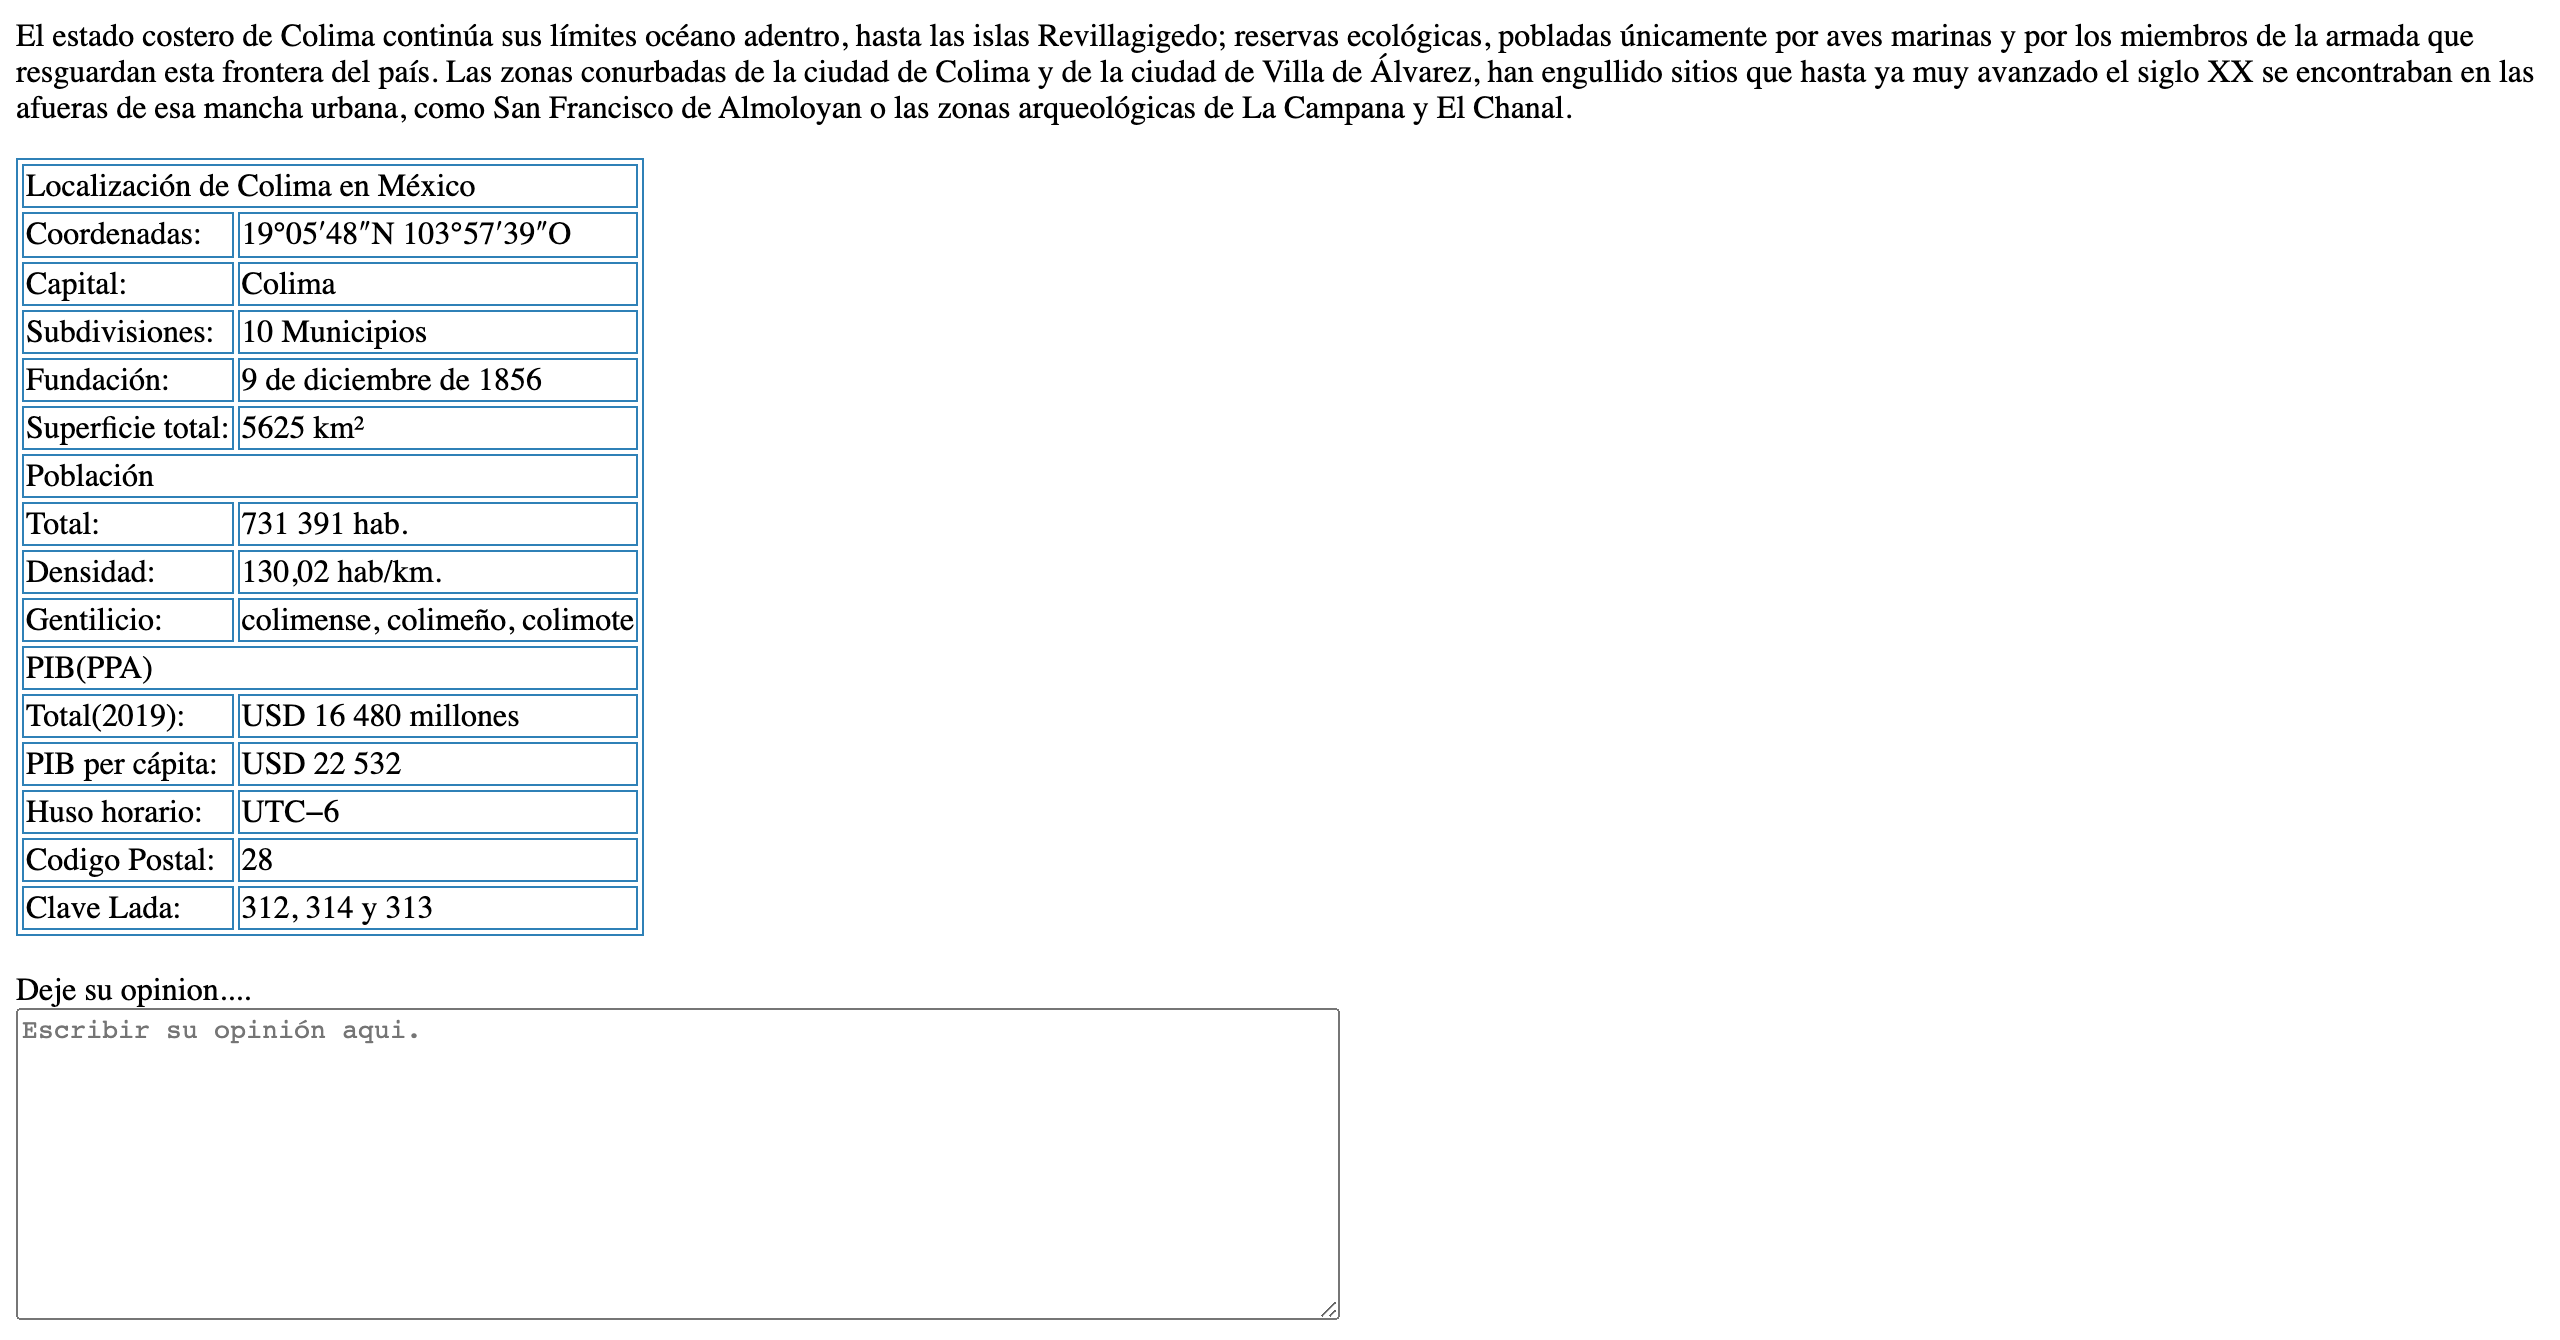 El estado costero de Colima continúa sus límites océano adentro, hasta las islas Revillagigedo; reservas ecológicas, pobladas únicamente por aves marinas y por los miembros de la armada que
resguardan esta frontera del país. Las zonas conurbadas de la ciudad de Colima y de la ciudad de Villa de Álvarez, han engullido sitios que hasta ya muy avanzado el siglo XX se encontraban en las
afueras de esa mancha urbana, como San Francisco de Almoloyan o las zonas arqueológicas de La Campana y El Chanal.
Localización de Colima en México
Coordenadas: 19°05′48″N 103°57′39″O
Capital: Colima
Subdivisiones: 10 Municipios
Fundación: 9 de diciembre de 1856
Superficie total: 5625 km²
Población
Total: 731 391 hab.
Densidad: 130,02 hab/km.
Gentilicio: colimense, colimeño, colimote
PIB(PPA)
Total(2019): USD 16 480 millones
PIB per cápita: USD 22 532
Huso horario: UTC−6
Codigo Postal: 28
Clave Lada: 312, 314 y 313
Deje su opinion....
Escribir su opinión aqui.